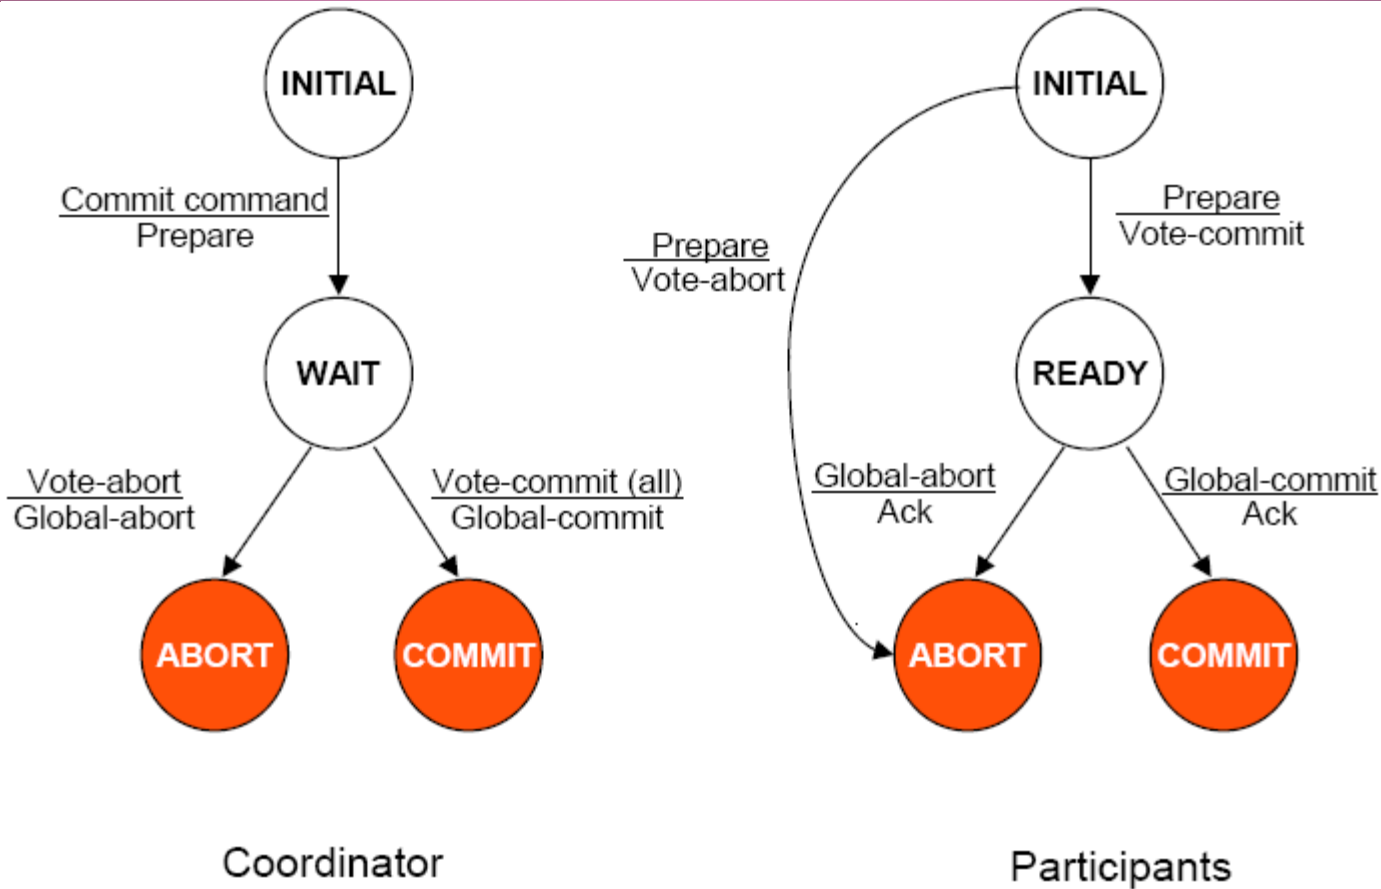 INITIAL
Commit command
Prepare
WAIT
Vote-abort
Global-abort
Vote-commit (all)
Global-commit
ABORT
COMMIT
Coordinator
INITIAL
Prepare
Vote-commit
Prepare
Vote-abort
READY
Global-abort
Ack
Global-commit
Ack
ABORT
COMMIT
Participants